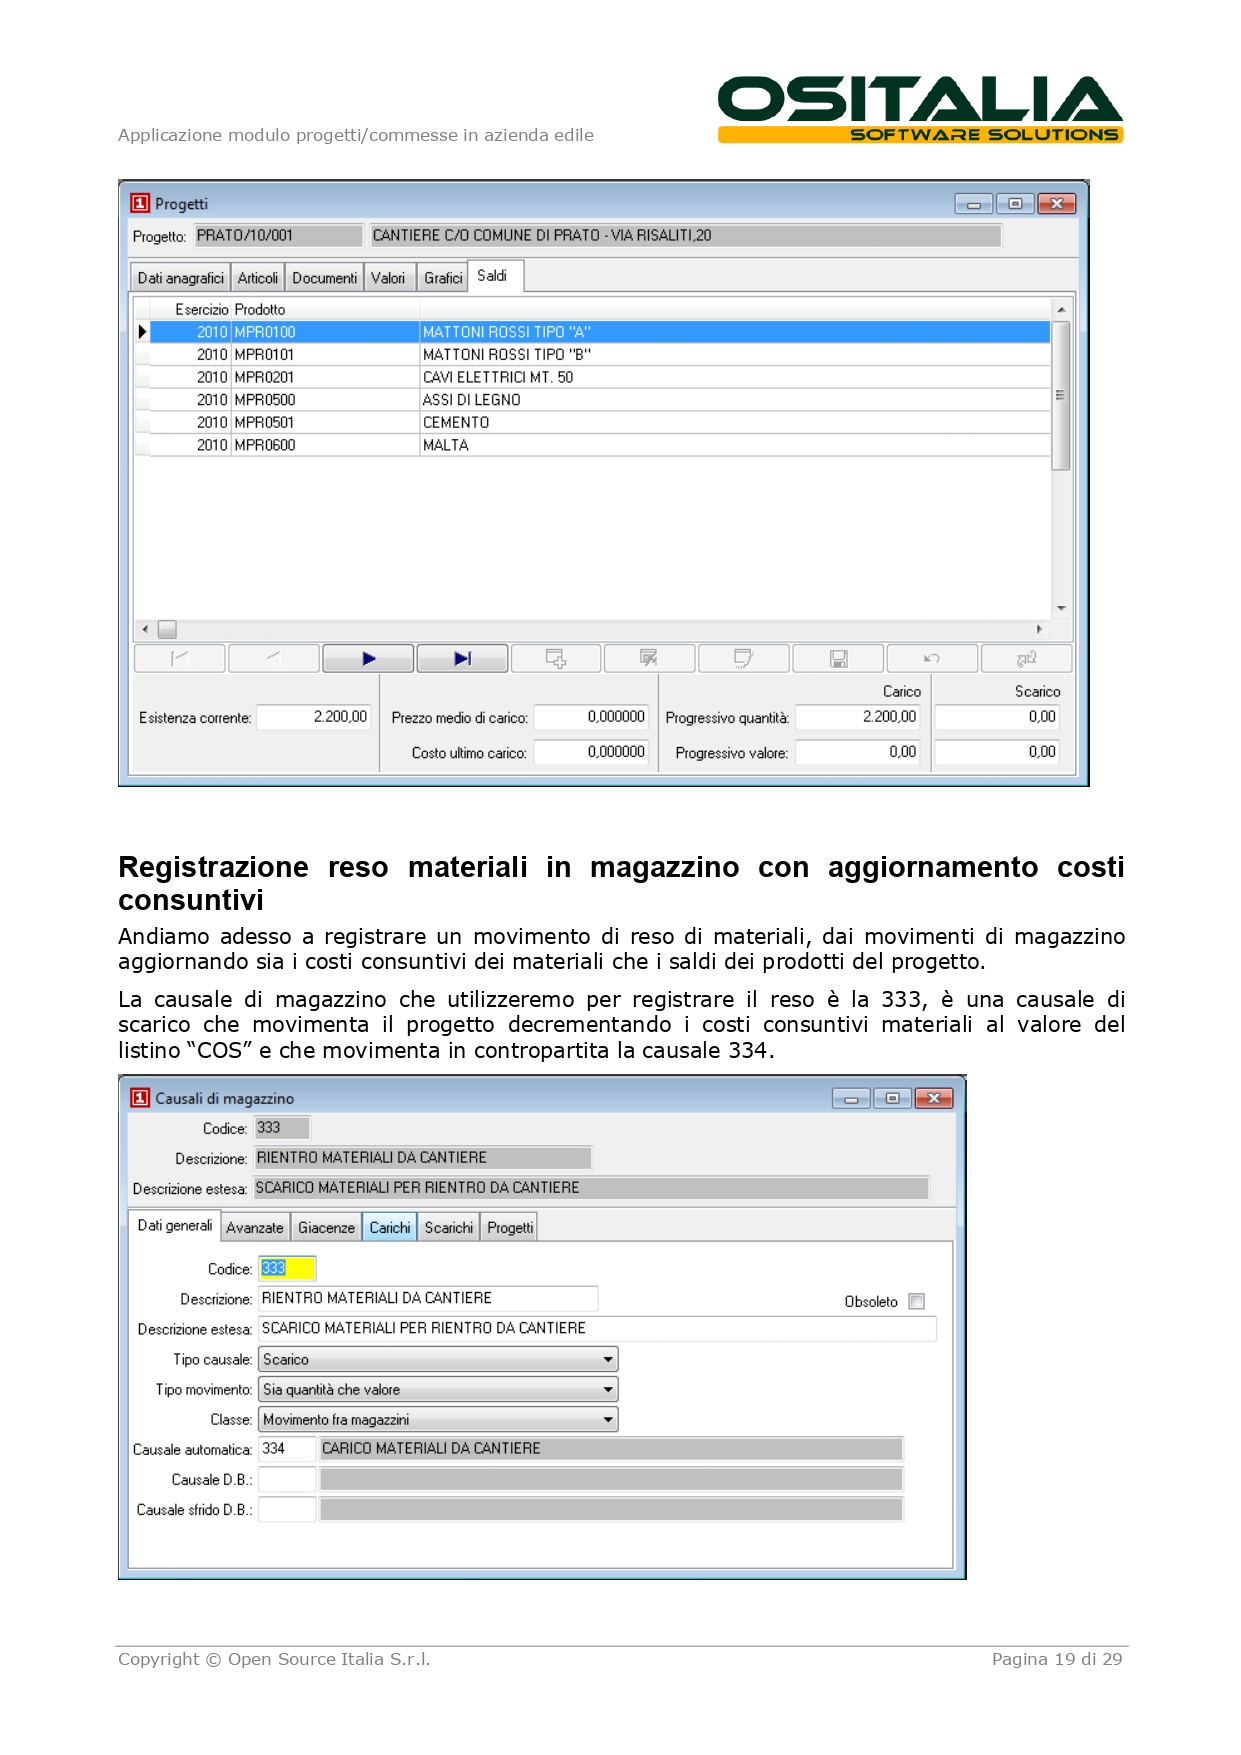 OSITALIA
SOFTWARE SOLUTIONS
Applicazione modulo progetti/commesse in azienda edile
1 Progetti
Progetto: PRATO/10/001 CANTIERE C/O COMUNE DI PRATO - VIA RISALITI,20
Dati anagrafici Articoli Documenti Valori Grafici Saldi
Esercizio Prodotto
2010 MPR0100 MATTONI ROSSI TIPO "A"
2010 MPR0101 MATTONI ROSSI TIPO "B"
2010 MPR0201 CAVI ELETTRICI MT. 50
2010 MPR0500 ASSI DI LEGNO
2010 MPR0501 CEMENTO
2010 MPR0600 MALTA
Carico Scarico
Esistenza corrente: 2.200,00 Prezzo medio di carico: 0,000000 Progressivo quantità: 2.200,00 0,00
Costo ultimo carico: 0,000000 Progressivo valore: 0,00 0,00
Registrazione reso materiali in magazzino con aggiornamento costi
consuntivi
Andiamo adesso a registrare un movimento di reso di materiali, dai movimenti di magazzino
aggiornando sia i costi consuntivi dei materiali che i saldi dei prodotti del progetto.
La causale di magazzino che utilizzeremo per registrare il reso è la 333, è una causale di
scarico che movimenta il progetto decrementando i costi consuntivi materiali al valore del
listino “COS” e che movimenta in contropartita la causale 334.
1 Causali di magazzino
Codice: 333
Descrizione: RIENTRO MATERIALI DA CANTIERE
Descrizione estesa: SCARICO MATERIALI PER RIENTRO DA CANTIERE
Dati generali Avanzate Giacenze Carichi Scarichi Progetti
Codice: 333
Descrizione: RIENTRO MATERIALI DA CANTIERE Obsoleto
Descrizione estesa: SCARICO MATERIALI PER RIENTRO DA CANTIERE
Tipo causale: Scarico
Tipo movimento: Sia quantità che valore
Classe: Movimento fra magazzini
Causale automatica: 334 CARICO MATERIALI DA CANTIERE
Causale D.B.:
Causale sfrido D.B.:
Copyright © Open Source Italia S.r.l. Pagina 19 di 29